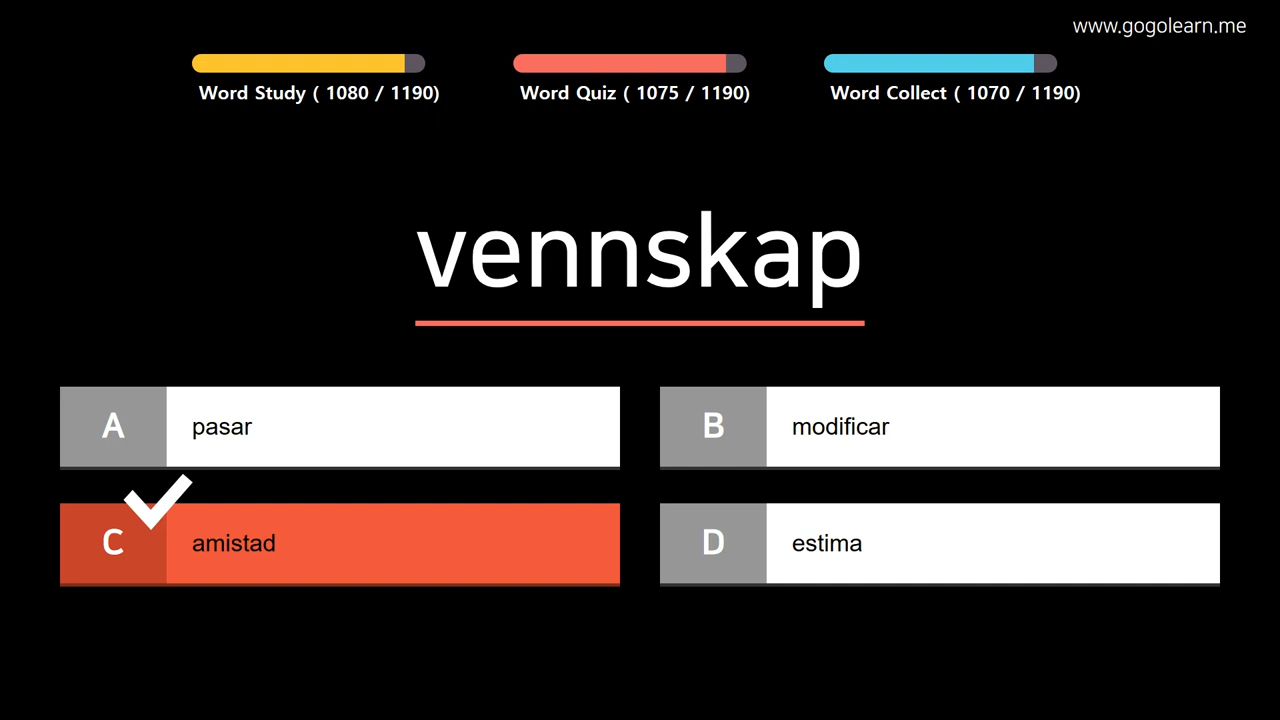 www.gogolearn.me
Word Study ( 1080 / 1190)
Word Quiz ( 1075 / 1190)
Word Collect ( 1070 / 1190)
vennskap
A
pasar
B
modificar
C
amistad
D
estima